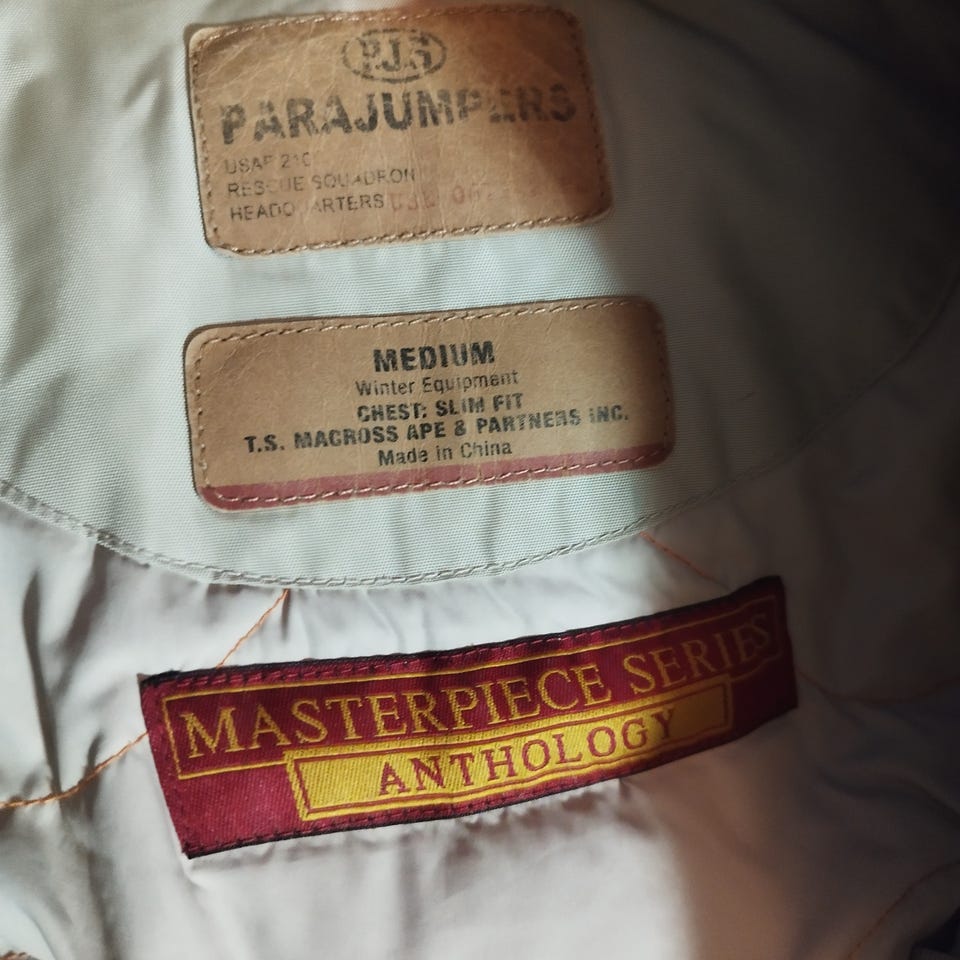 P.J.S
PARAJUMPERS
USAF 210
RESCUE SQUADRON
HEADQUARTERS
MEDIUM
Winter Equipment
CHEST: SLIM FIT
T.S. MACROSS APE & PARTNERS INC.
Made in China
MASTERPIECE SERIES
ANTHOLOGY